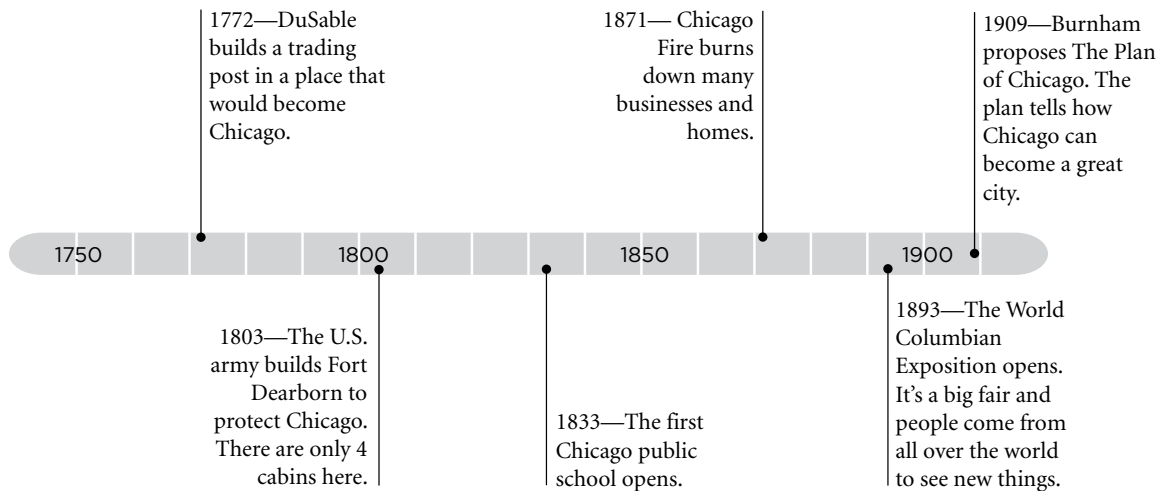 1772—DuSable
builds a trading
post in a place that
would become
Chicago.
1871— Chicago
Fire burns
down many
businesses and
homes.
1909—Burnham
proposes The Plan
of Chicago. The
plan tells how
Chicago can
become a great
city.
1750
1800
1850
1900
1803—The U.S.
army builds Fort
Dearborn to
protect Chicago.
There are only 4
cabins here.
1833—The first
Chicago public
school opens.
1893—The World
Columbian
Exposition opens.
It’s a big fair and
people come from
all over the world
to see new things.